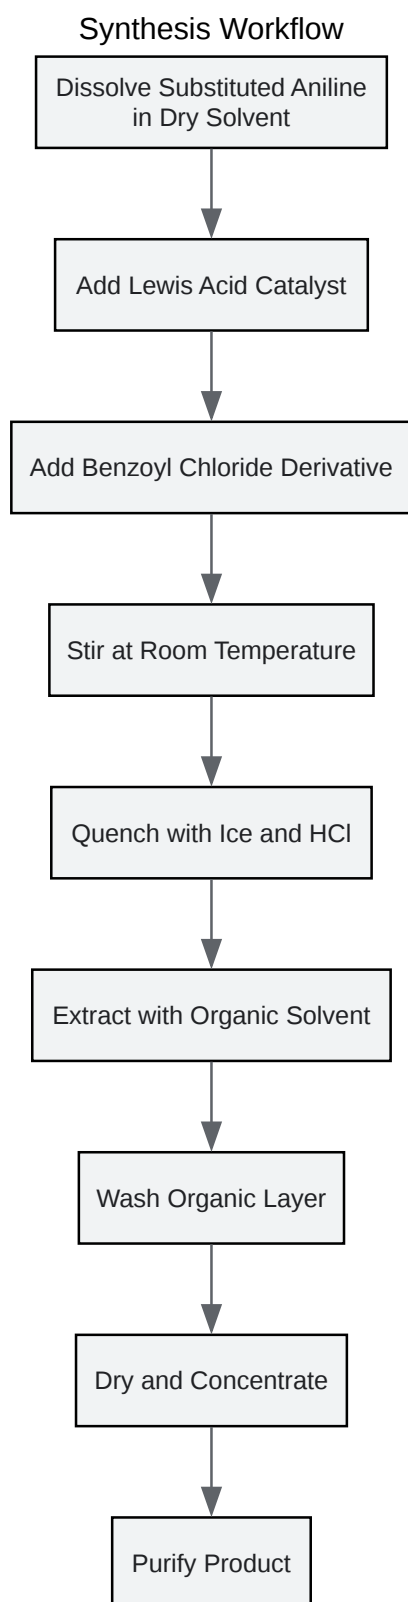 Synthesis Workflow
Dissolve Substituted Aniline
in Dry Solvent
Add Lewis Acid Catalyst
Add Benzoyl Chloride Derivative
Stir at Room Temperature
Quench with Ice and HCl
Extract with Organic Solvent
Wash Organic Layer
Dry and Concentrate
Purify Product